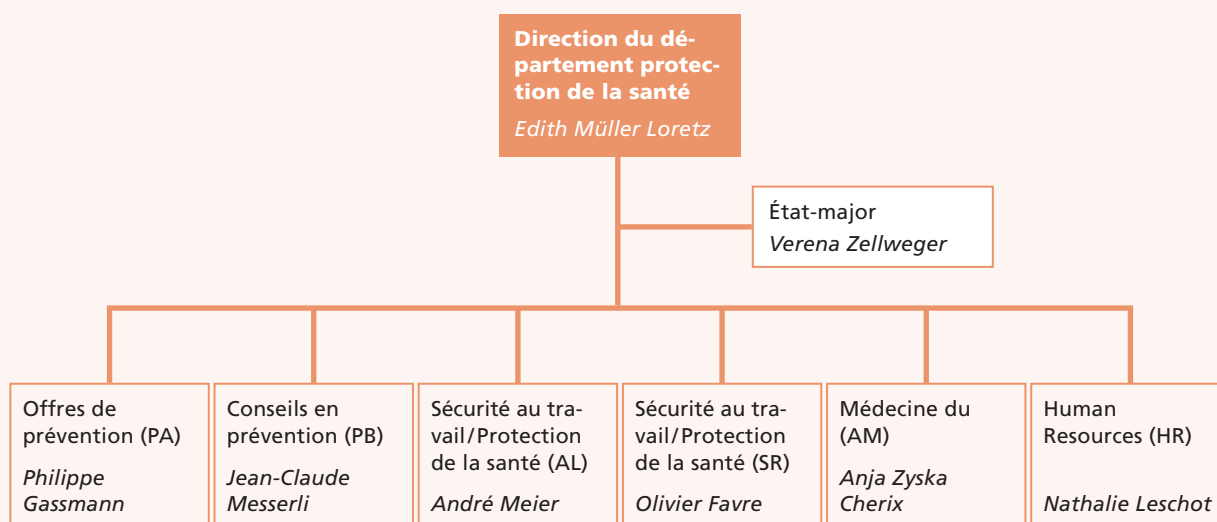 Direction du dé-
partement protec-
tion de la santé
Edith Müller Loretz
État-major
Verena Zellweger
Offres de
prévention (PA)
Philippe
Gassmann
Conseils en
prévention (PB)
Jean-Claude
Messerli
Sécurité au tra-
vail/Protection
de la santé (AL)
André Meier
Sécurité au tra-
vail/Protection
de la santé (SR)
Olivier Favre
Médecine du
(AM)
Anja Zyska
Cherix
Human
Resources (HR)
Nathalie Leschot